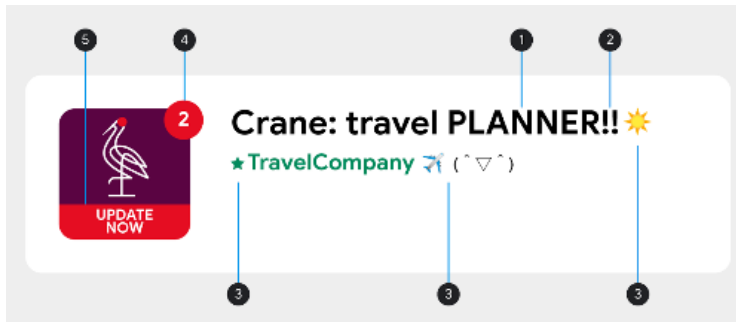 5 4 1 2
2
Crane: travel PLANNER!!☀️
★TravelCompany ✈️ (ˆ▽ˆ)
UPDATE
NOW
3 3 3